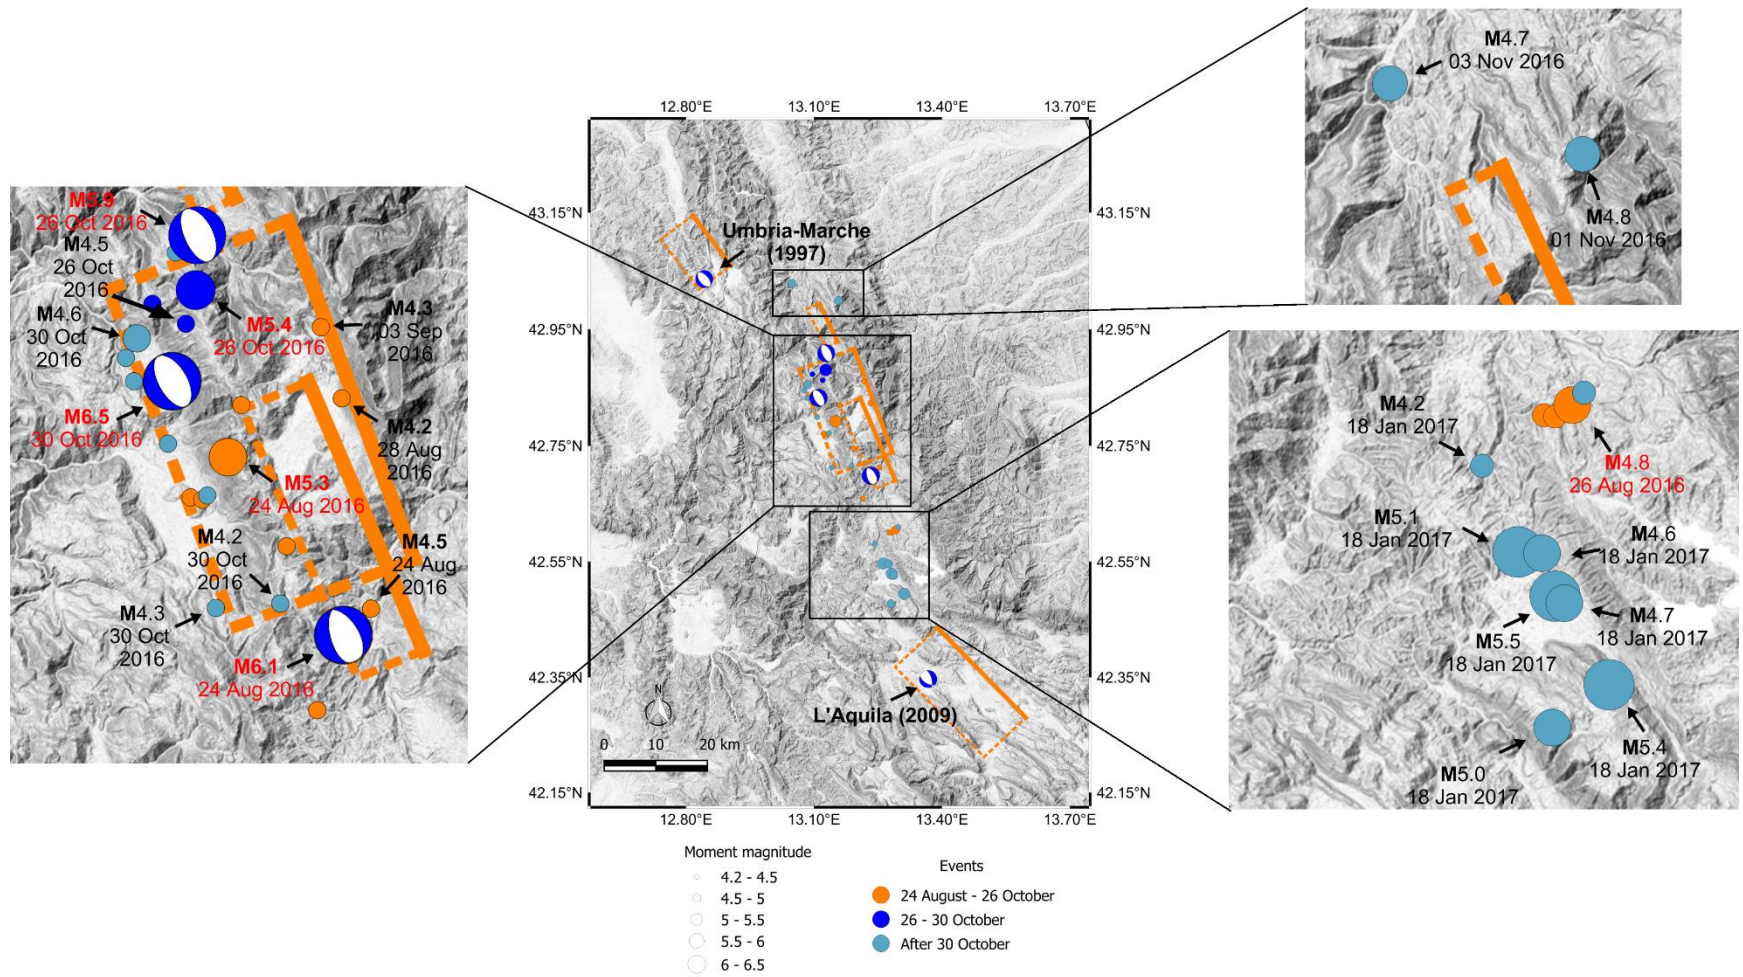 M5.9
26 Oct 2016
M4.5
26 Oct
2016
M4.6
30 Oct
2016
M5.4
26 Oct 2016
M4.3
03 Sep
2016
M6.5
30 Oct 2016
M4.2
28 Aug
2016
M5.3
24 Aug 2016
M4.2
30 Oct
2016
M4.5
24 Aug
2016
M4.3
30 Oct
2016
M6.1
24 Aug 2016
12.80°E 13.10°E 13.40°E 13.70°E
43.15°N 43.15°N
42.95°N 42.95°N
42.75°N 42.75°N
42.55°N 42.55°N
42.35°N 42.35°N
42.15°N 42.15°N
12.80°E 13.10°E 13.40°E 13.70°E
Umbria-Marche
(1997)
L'Aquila (2009)
N
0 10 20 km
M4.7
03 Nov 2016
M4.8
01 Nov 2016
M4.2
18 Jan 2017
M4.8
26 Aug 2016
M5.1
18 Jan 2017
M4.6
18 Jan 2017
M4.7
18 Jan 2017
M5.5
18 Jan 2017
M5.4
18 Jan 2017
M5.0
18 Jan 2017
Moment magnitude
4.2 - 4.5
4.5 - 5
5 - 5.5
5.5 - 6
6 - 6.5
Events
24 August - 26 October
26 - 30 October
After 30 October